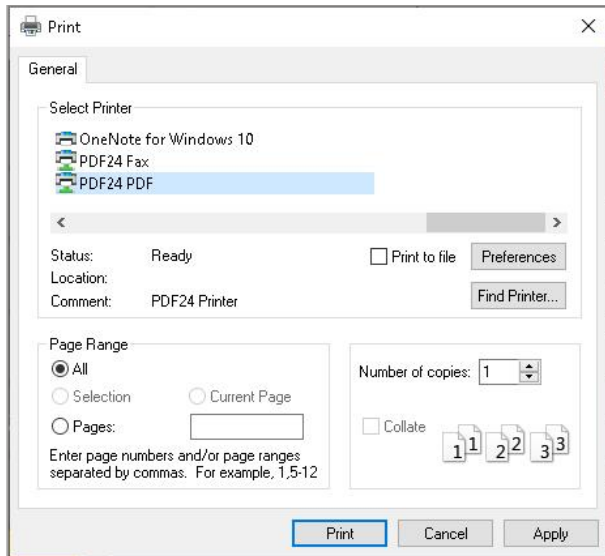 Print
General
Select Printer
OneNote for Windows 10
PDF24 Fax
PDF24 PDF
Status: Ready
Print to file
Preferences
Location:
Comment: PDF24 Printer
Find Printer...
Page Range
All
Selection
Current Page
Pages:
Enter page numbers and/or page ranges
separated by commas. For example, 1,5-12
Number of copies: 1
Collate
1 1 2 2 3 3
Print Cancel Apply